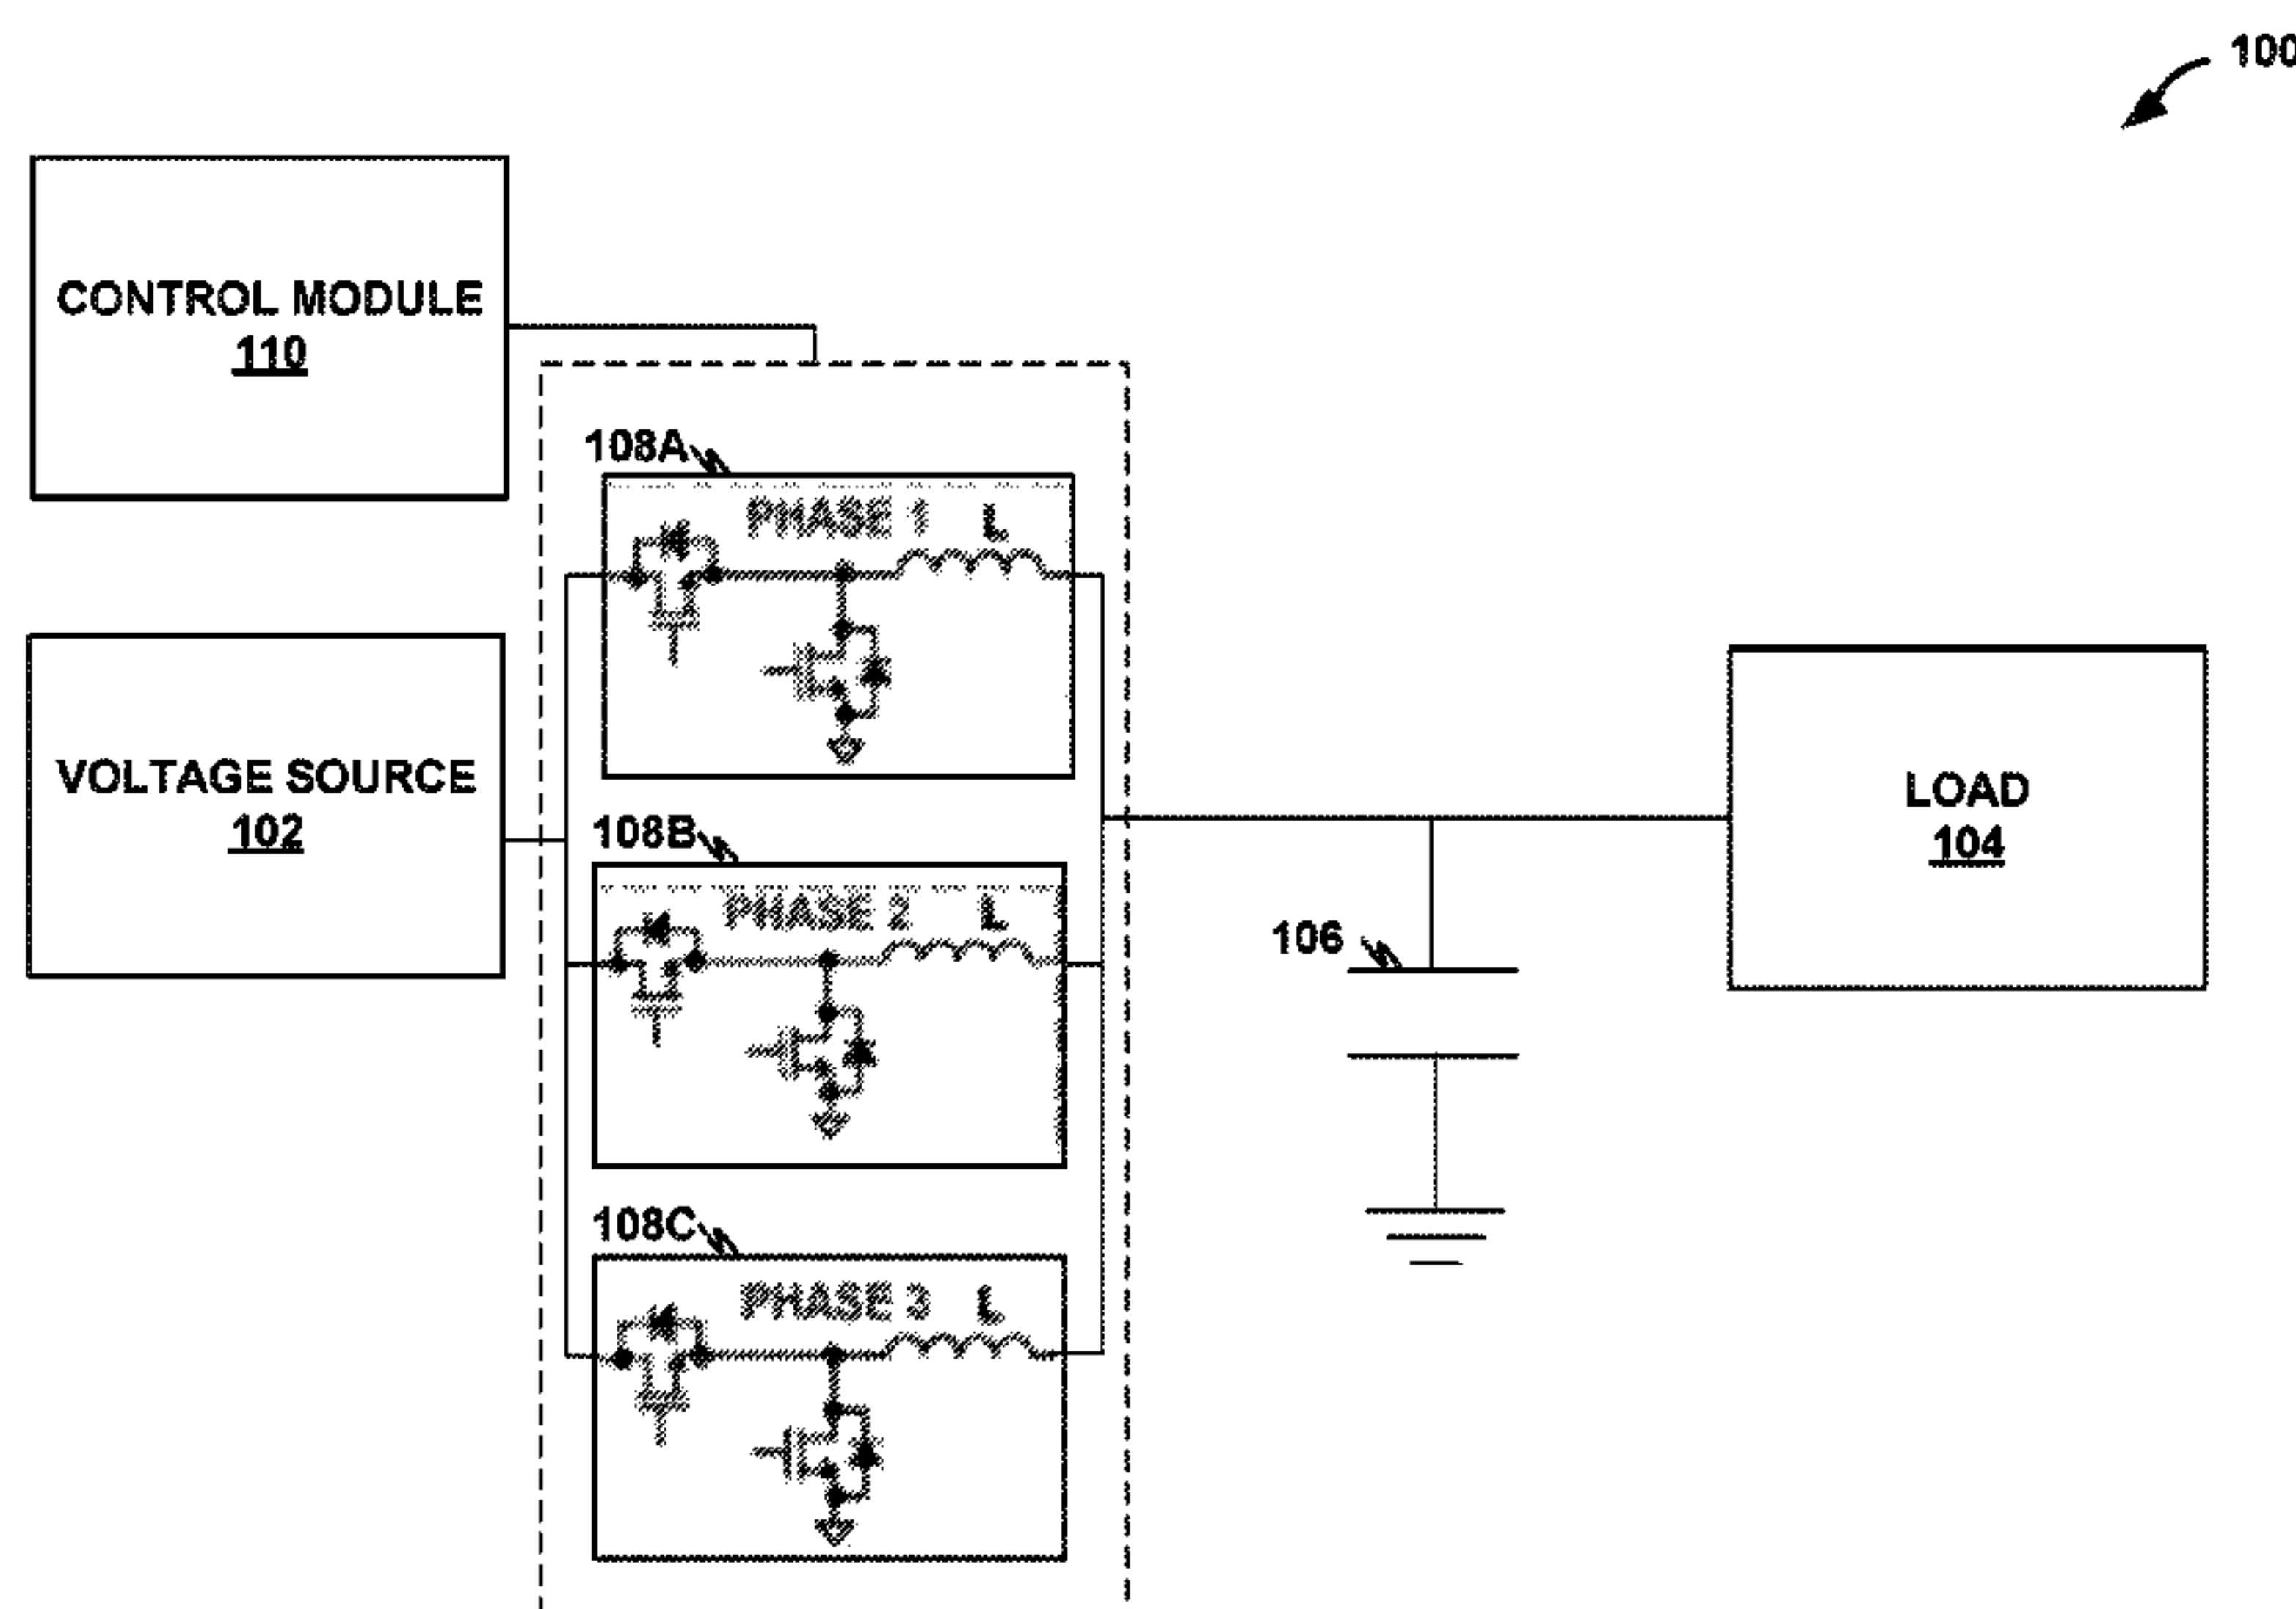 100
CONTROL MODULE
110
108A
PHASE 1 L
VOLTAGE SOURCE
102
108B
PHASE 2 L
LOAD
104
106
108C
PHASE 3 L